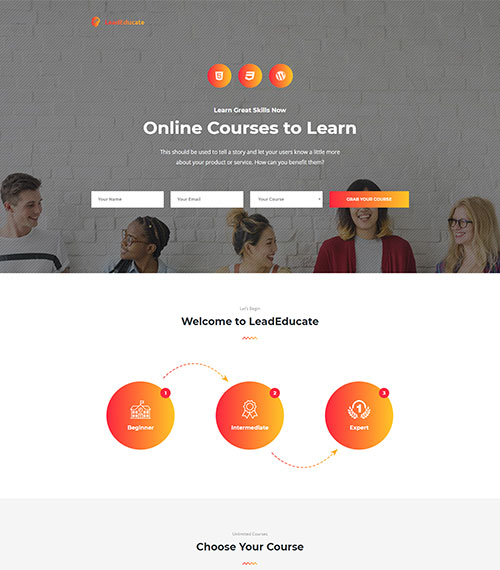 LeadEducate
Learn Great Skills Now
Online Courses to Learn
This should be used to tell a story and let your users know a little more
about your product or service. How can you benefit them?
Your Name
Your Email
Your Course
GRAB YOUR COURSE
Let's Begin
Welcome to LeadEducate
1
2
3
1
Beginner
Intermediate
Expert
Unlimited Courses
Choose Your Course